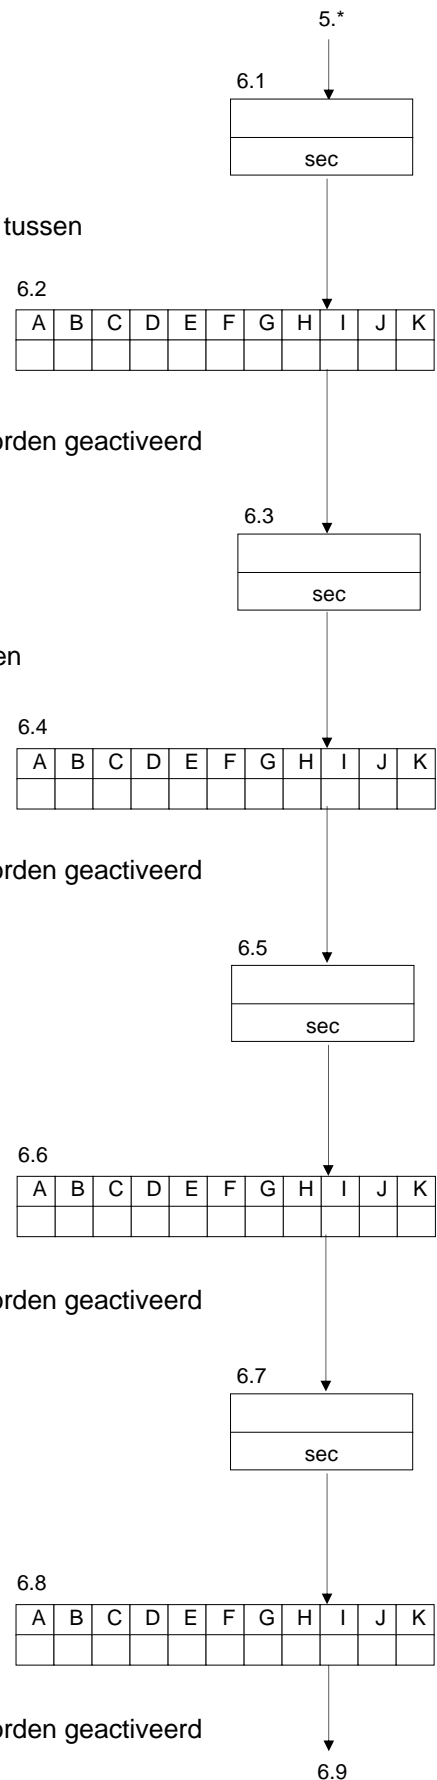 5.*
6.1
sec
tussen
6.2
A B C D E F G H I J K
orden geactiveerd
6.3
sec
en
6.4
A B C D E F G H I J K
orden geactiveerd
6.5
sec
6.6
A B C D E F G H I J K
orden geactiveerd
6.7
sec
6.8
A B C D E F G H I J K
orden geactiveerd
6.9